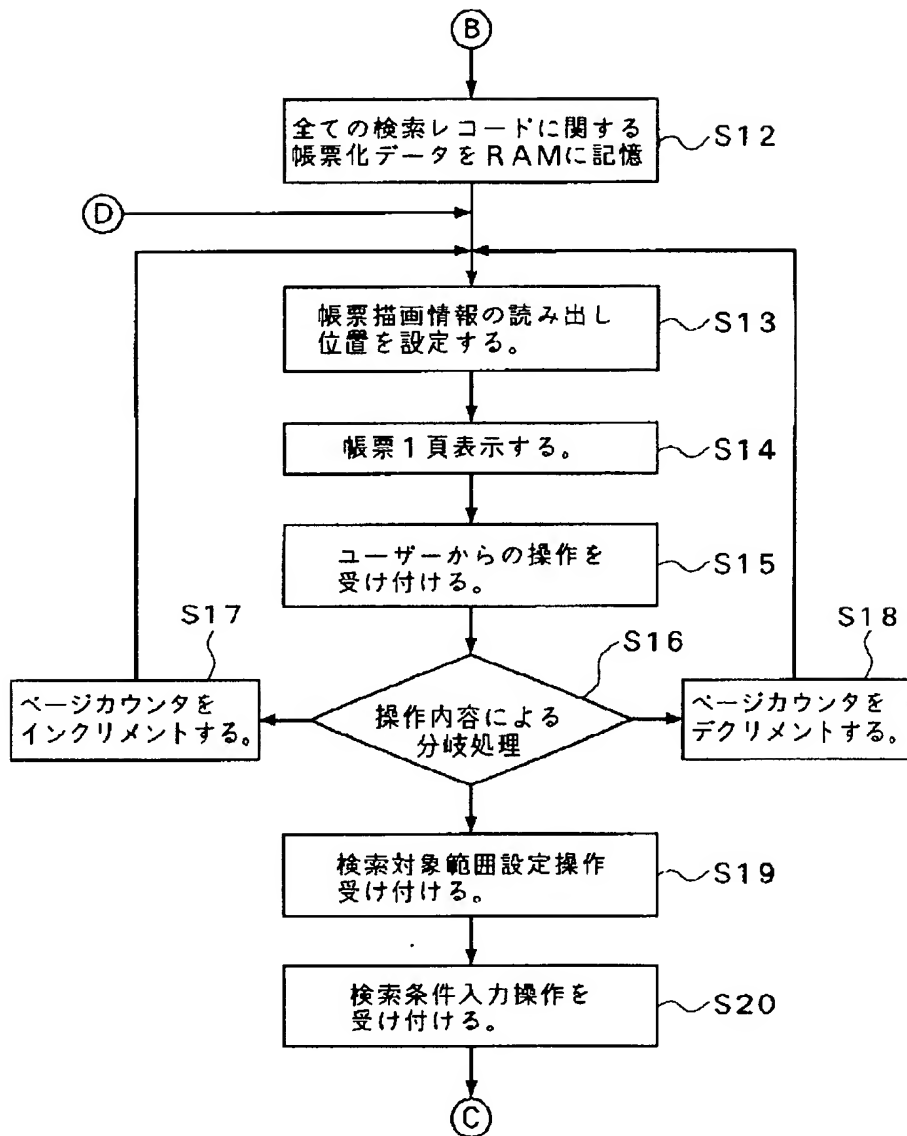 B
全ての検索レコードに関する
帳票化データをRAMに記憶
S12
D
帳票描画情報の読み出し
位置を設定する。
S13
帳票1頁表示する。
S14
ユーザーからの操作を
受け付ける。
S15
S17
ページカウンタを
インクリメントする。
S16
操作内容による
分岐処理
S18
ページカウンタを
デクリメントする。
検索対象範囲設定操作
受け付ける。
S19
検索条件入力操作を
受け付ける。
S20
C